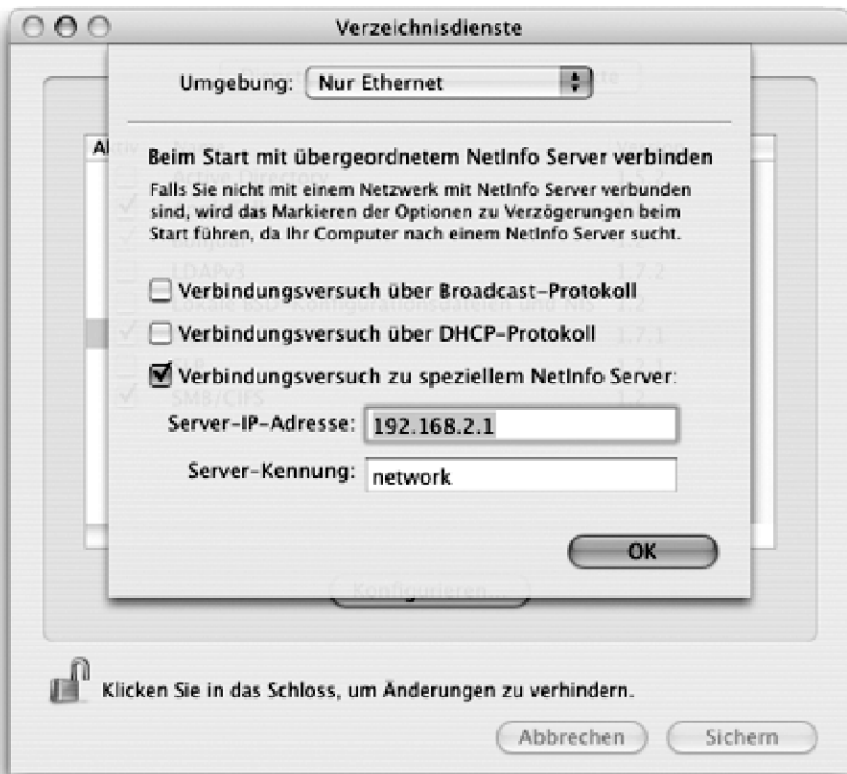 Verzeichnisdienste
Umgebung: Nur Ethernet
Beim Start mit übergeordnetem NetInfo Server verbinden
Falls Sie nicht mit einem Netzwerk mit NetInfo Server verbunden
sind, wird das Markieren der Optionen zu Verzögerungen beim
Start führen, da Ihr Computer nach einem NetInfo Server sucht.
Verbindungsversuch über Broadcast-Protokoll
Verbindungsversuch über DHCP-Protokoll
Verbindungsversuch zu speziellem NetInfo Server:
Server-IP-Adresse: 192.168.2.1
Server-Kennung: network
OK
Konfigurieren...
Klicken Sie in das Schloss, um Änderungen zu verhindern.
Abbrechen Sichern